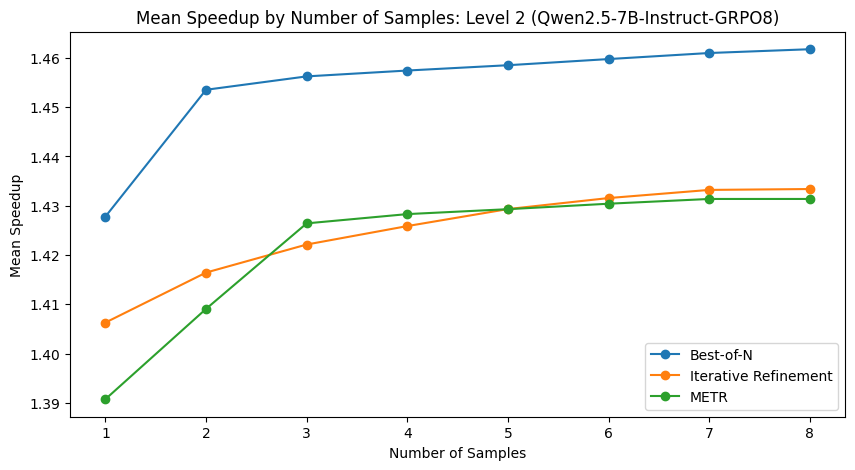 Mean Speedup by Number of Samples: Level 2 (Qwen2.5-7B-Instruct-GRPO8)
Mean Speedup
1.46
1.45
1.44
1.43
1.42
1.41
1.40
1.39
1
2
3
4
5
6
7
8
Number of Samples
Best-of-N
Iterative Refinement
METR